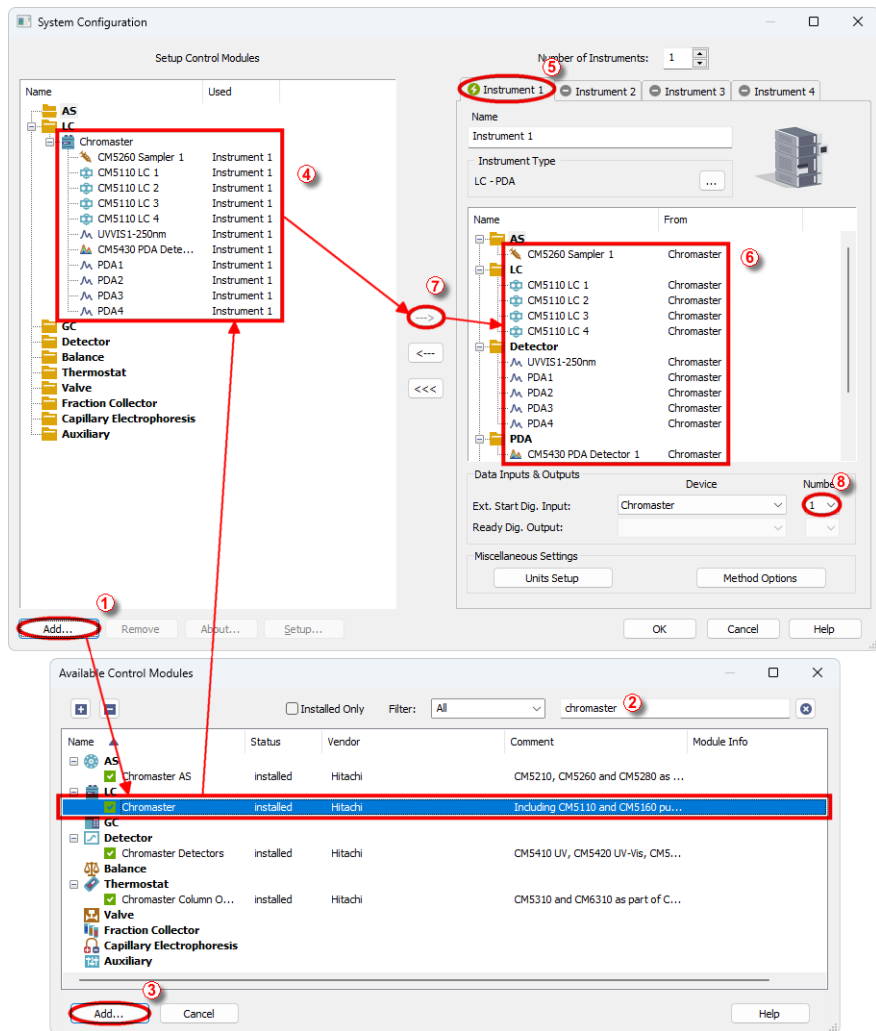 System Configuration
Setup Control Modules
Number of Instruments: 1
Name Used
AS
LC
Chromaster
CM5260 Sampler 1 Instrument 1
CM5110 LC 1 Instrument 1
CM5110 LC 2 Instrument 1
CM5110 LC 3 Instrument 1
CM5110 LC 4 Instrument 1
UVVIS1-250nm Instrument 1
CM5430 PDA Dete... Instrument 1
PDA1 Instrument 1
PDA2 Instrument 1
PDA3 Instrument 1
PDA4 Instrument 1
GC
Detector
Balance
Thermostat
Valve
Fraction Collector
Capillary Electrophoresis
Auxiliary
4
7
--->
<---
<<<
5
Instrument 1 Instrument 2 Instrument 3 Instrument 4
Name
Instrument 1
Instrument Type
LC - PDA ...
Name From
AS
CM5260 Sampler 1 Chromaster
6
LC
CM5110 LC 1 Chromaster
CM5110 LC 2 Chromaster
CM5110 LC 3 Chromaster
CM5110 LC 4 Chromaster
Detector
UVVIS1-250nm Chromaster
PDA1 Chromaster
PDA2 Chromaster
PDA3 Chromaster
PDA4 Chromaster
PDA
CM5430 PDA Detector 1 Chromaster
Data Inputs & Outputs
Device Numbe 8
Ext. Start Dig. Input: Chromaster 1
Ready Dig. Output:
Miscellaneous Settings
Units Setup Method Options
1
Add... Remove About... Setup... OK Cancel Help
Available Control Modules
Installed Only Filter: All chromaster 2
Name Status Vendor Comment Module Info
AS
Chromaster AS installed Hitachi CM5210, CM5260 and CM5280 as ...
LC
Chromaster installed Hitachi Including CM5110 and CM5160 pu...
GC
Detector
Chromaster Detectors installed Hitachi CM5410 UV, CM5420 UV-Vis, CM5...
Balance
Thermostat
Chromaster Column O... installed Hitachi CM5310 and CM6310 as part of C...
Valve
Fraction Collector
Capillary Electrophoresis
Auxiliary
3
Add... Cancel Help